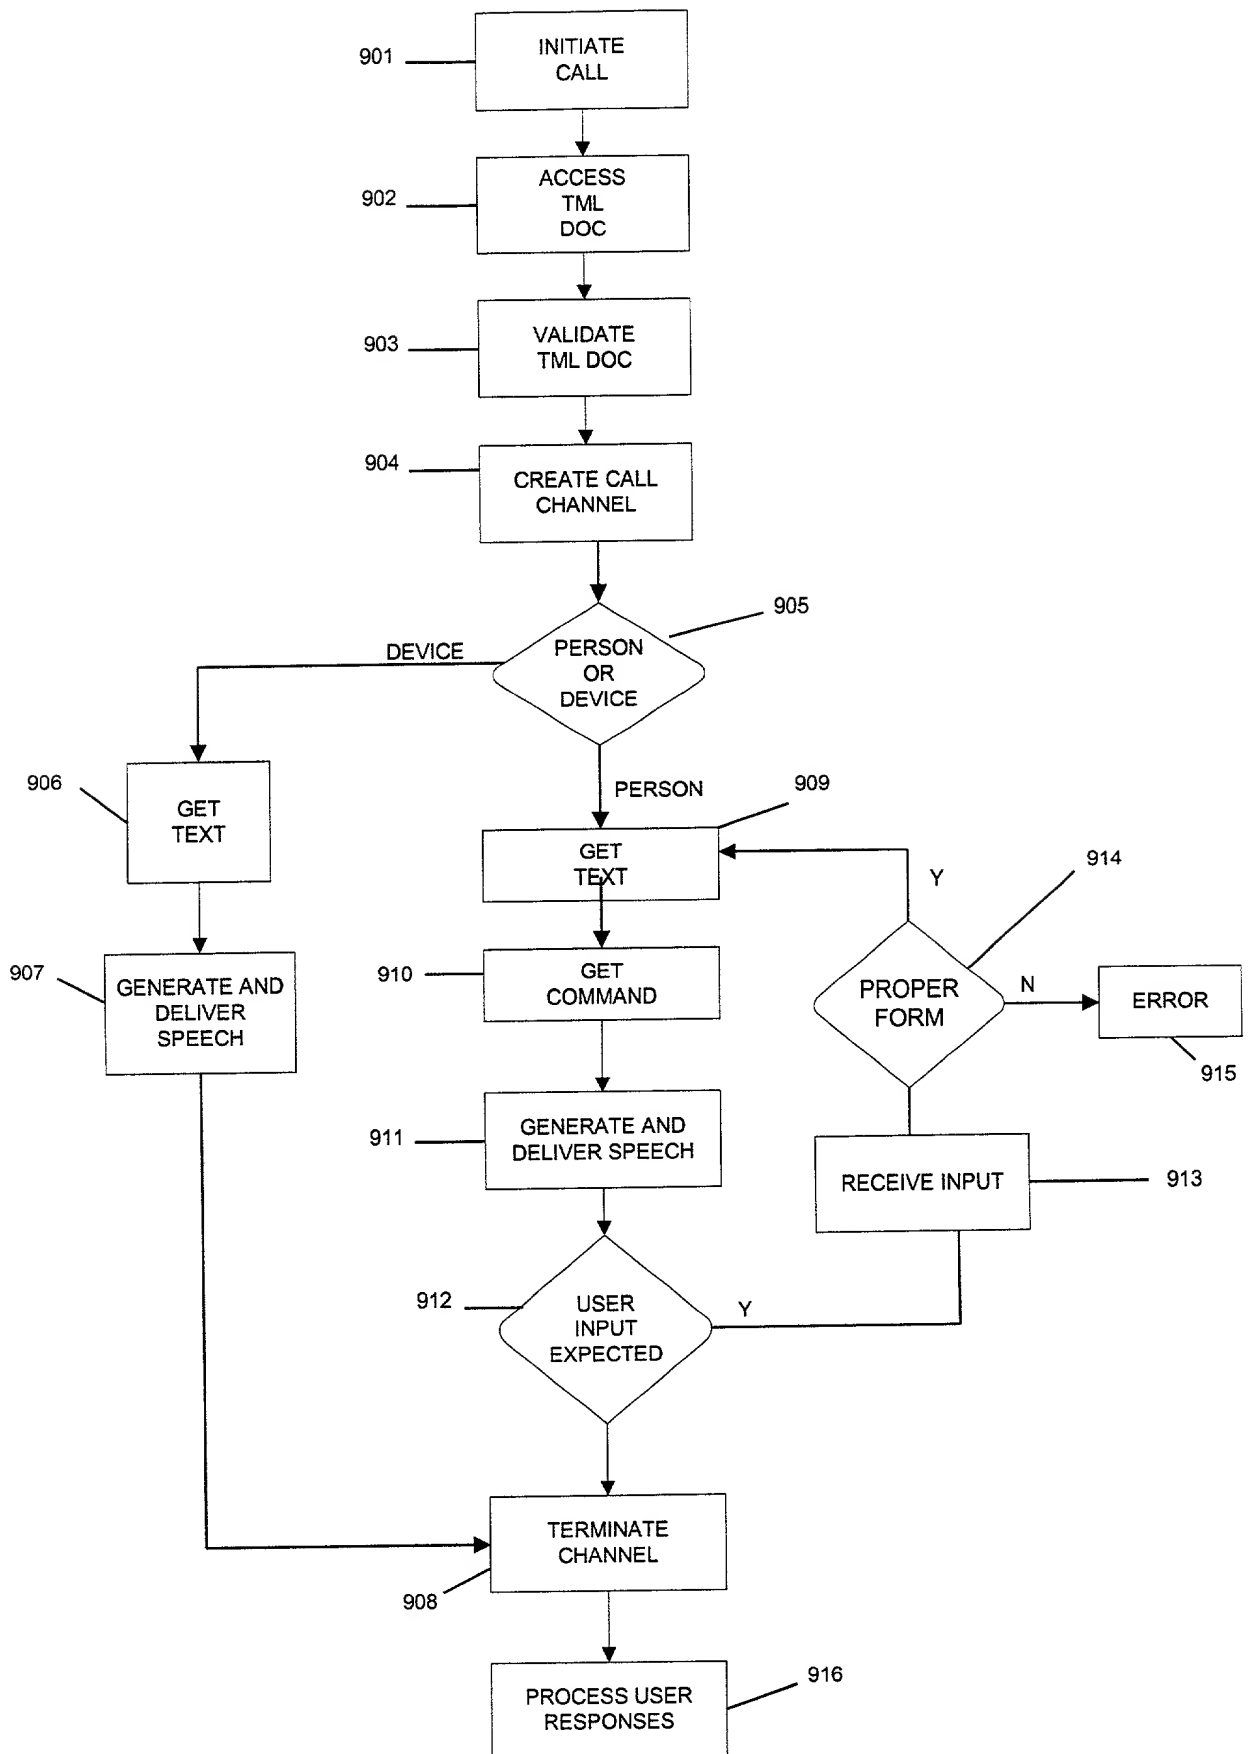 901
INITIATE
CALL
902
ACCESS
TML
DOC
903
VALIDATE
TML DOC
904
CREATE CALL
CHANNEL
905
PERSON
OR
DEVICE
DEVICE
PERSON
906
GET
TEXT
907
GENERATE AND
DELIVER
SPEECH
909
GET
TEXT
910
GET
COMMAND
911
GENERATE AND
DELIVER SPEECH
912
USER
INPUT
EXPECTED
Y
913
RECEIVE INPUT
914
PROPER
FORM
Y
N
ERROR
915
TERMINATE
CHANNEL
908
916
PROCESS USER
RESPONSES